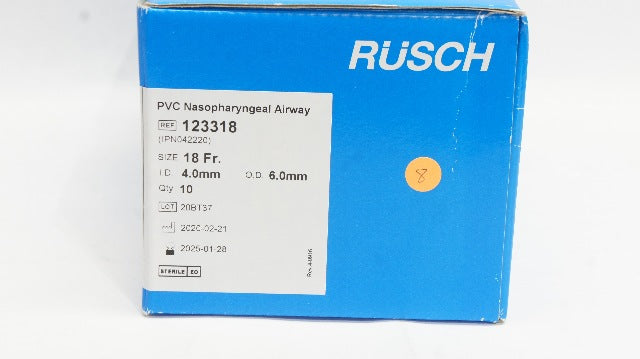 RÜSCH
PVC Nasopharyngeal Airway
REF 123318
(IPN042220)
SIZE 18 Fr.
I.D. 4.0mm O.D. 6.0mm
Qty 10
LOT 20BT37
2020-02-21
2025-01-28
STERILE EO
8